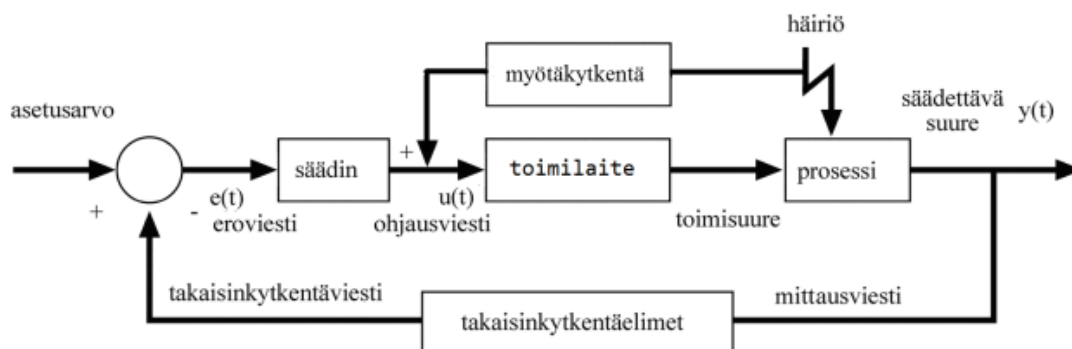 häiriö
myötäkytkentä
asetusarvo
säädettävä
suure
y(t)
+
säädin
toimilaite
prosessi
+
-
e(t)
eroviesti
u(t)
ohjausviesti
toimisuure
takaisinkytkentäviesti
mittausviesti
takaisinkytkentäelimet